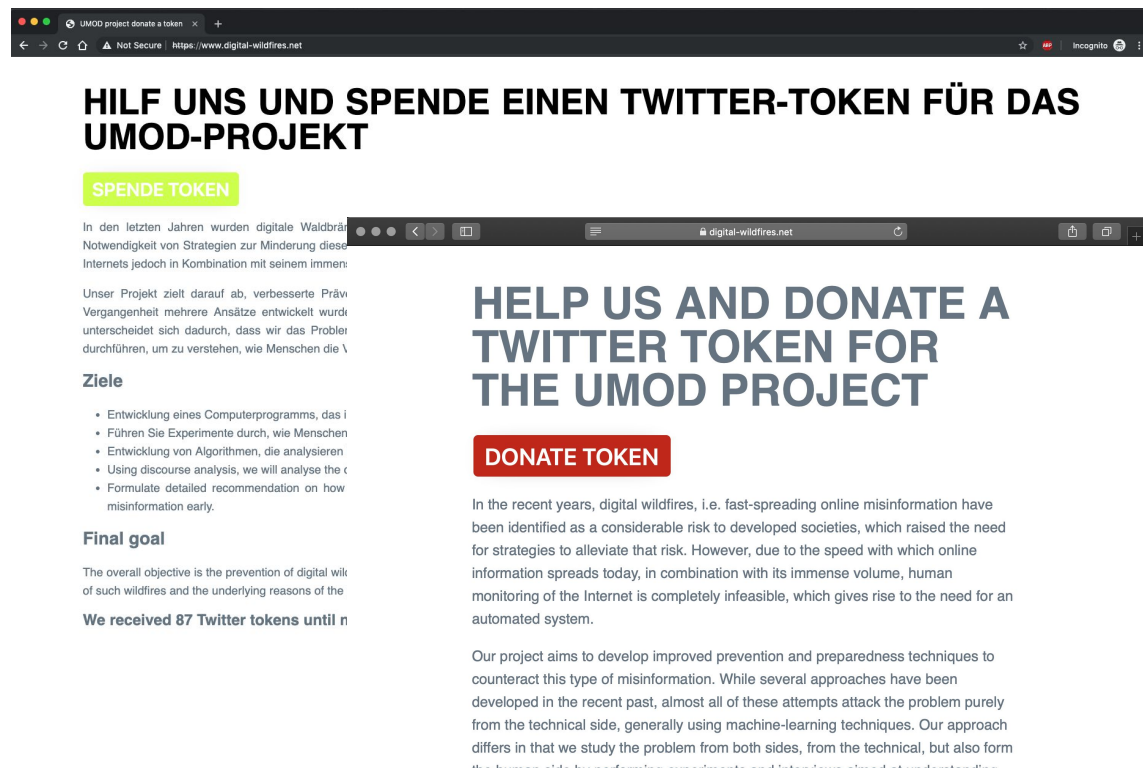 UMOD project donate a token
Not Secure
https://www.digital-wildfires.net
ABP
Incognito
HILF UNS UND SPENDE EINEN TWITTER-TOKEN FÜR DAS
UMOD-PROJEKT
SPENDE TOKEN
In den letzten Jahren wurden digitale
Notwendigkeit von Strategien zur Minderung
Internets jedoch in Kombination mit seinem
Unser Projekt zielt darauf ab, verbesserte
Vergangenheit mehrere Ansätze entwickelt
unterscheidet sich dadurch, dass wir das
durchführen, um zu verstehen, wie Menschen die
Ziele
• Entwicklung eines Computerprogramms, das
• Führen Sie Experimente durch, wie Menschen
• Entwicklung von Algorithmen, die analysieren
• Using discourse analysis, we will analyse the
• Formulate detailed recommendation on how
misinformation early.
Final goal
The overall objective is the prevention of digital
of such wildfires and the underlying reasons of the
We received 87 Twitter tokens until
digital-wildfires.net
HELP US AND DONATE A
TWITTER TOKEN FOR
THE UMOD PROJECT
DONATE TOKEN
In the recent years, digital wildfires, i.e. fast-spreading online misinformation have
been identified as a considerable risk to developed societies, which raised the need
for strategies to alleviate that risk. However, due to the speed with which online
information spreads today, in combination with its immense volume, human
monitoring of the Internet is completely infeasible, which gives rise to the need for an
automated system.
Our project aims to develop improved prevention and preparedness techniques to
counteract this type of misinformation. While several approaches have been
developed in the recent past, almost all of these attempts attack the problem purely
from the technical side, generally using machine-learning techniques. Our approach
differs in that we study the problem from both sides, from the technical, but also form
the human side by performing experiments and interviews aimed at understanding